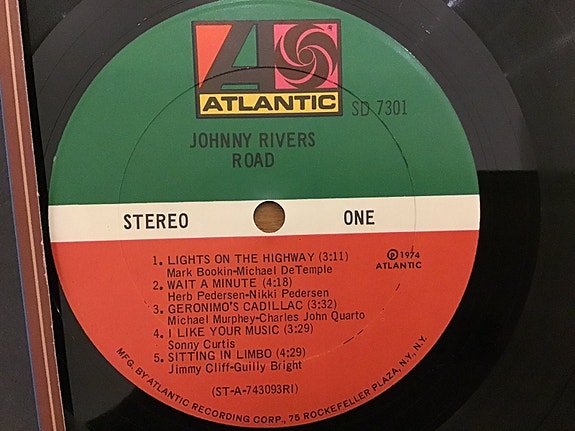 ATLANTIC
SD 7301
JOHNNY RIVERS
ROAD
STEREO
ONE
1. LIGHTS ON THE HIGHWAY (3:11)
Mark Bookin-Michael DeTemple
2. WAIT A MINUTE (4:18)
Herb Pedersen-Nikki Pedersen
3. GERONIMO'S CADILLAC (3:32)
Michael Murphey-Charles John Quarto
4. I LIKE YOUR MUSIC (3:29)
Sonny Curtis
5. SITTING IN LIMBO (4:29)
Jimmy Cliff-Guilly Bright
℗ 1974
ATLANTIC
(ST-A-743093RI)
MFG. BY ATLANTIC RECORDING CORP., 75 ROCKEFELLER PLAZA, N.Y., N.Y.